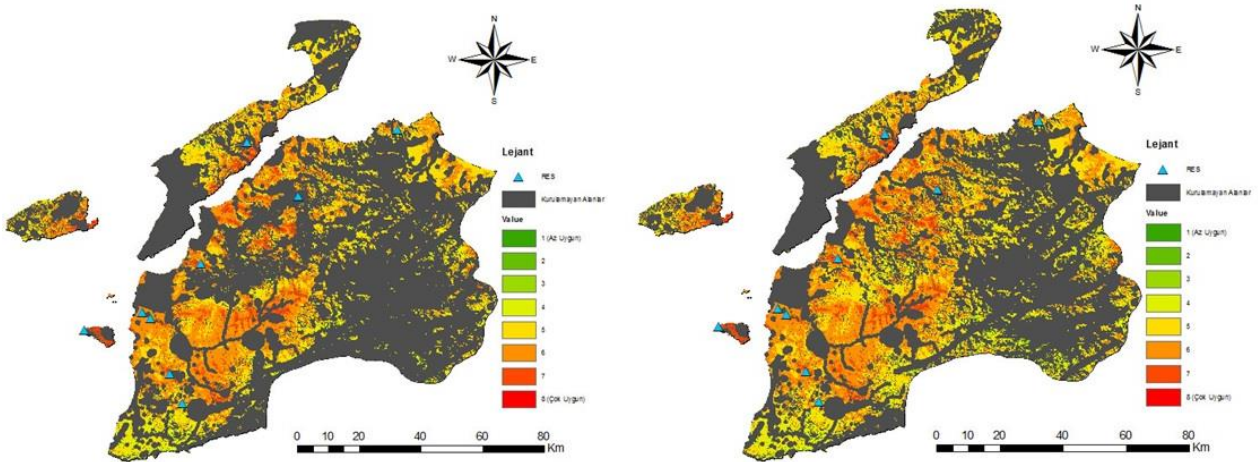 N
W E
S
Lejant
RES
Kurulamayan Alanlar
Value
1 (Az Uygun)
2
3
4
5
6
7
8 (Çok Uygun)
0 10 20 40 60 80
Km
N
W E
S
Lejant
RES
Kurulamayan Alanlar
Value
1 (Az Uygun)
2
3
4
5
6
7
8 (Çok Uygun)
0 10 20 40 60 80
Km